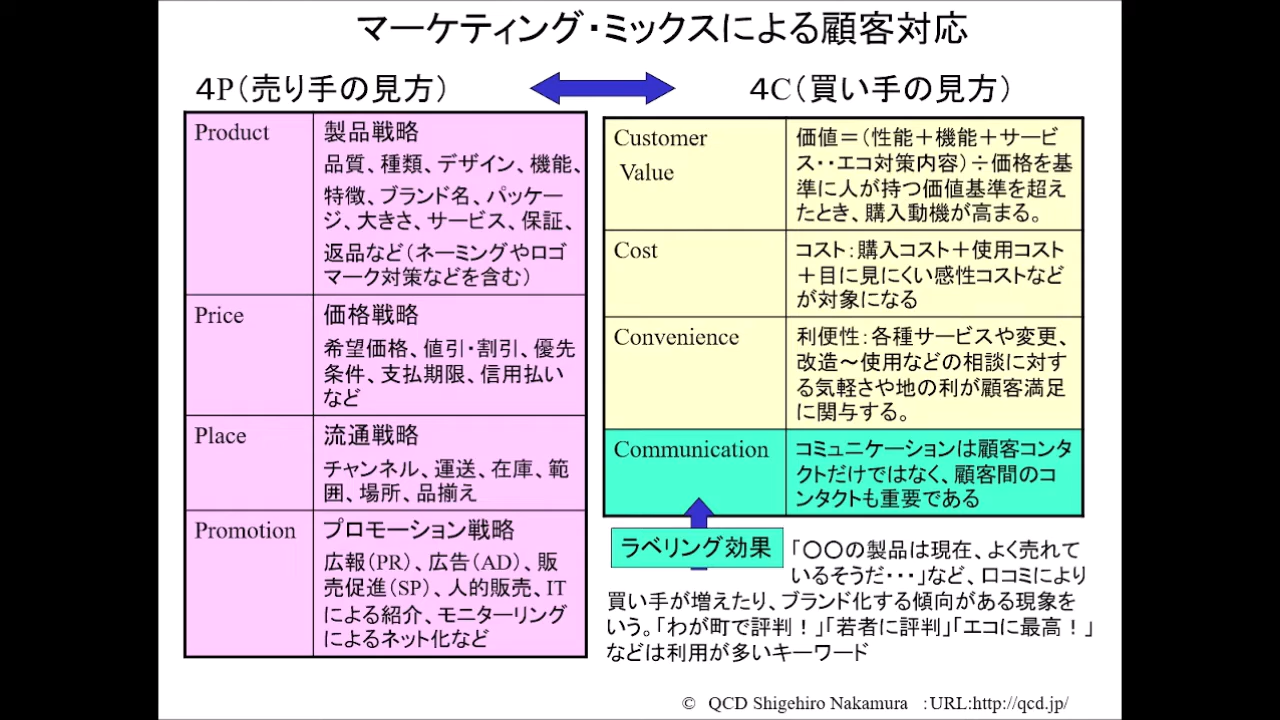 マーケティング・ミックスによる顧客対応
４P（売り手の見方）
４C（買い手の見方）
Product
製品戦略
品質、種類、デザイン、機能、
特徴、ブランド名、パッケー
ジ、大きさ、サービス、保証、
返品など（ネーミングやロゴ
マーク対策などを含む）
Price
価格戦略
希望価格、値引・割引、優先
条件、支払期限、信用払い
など
Place
流通戦略
チャンネル、運送、在庫、範
囲、場所、品揃え
Promotion
プロモーション戦略
広報（PR）、広告（AD）、販
売促進（SP）、人的販売、IT
による紹介、モニターリング
によるネット化など
Customer
Value
価値＝（性能＋機能＋サービ
ス・・エコ対策内容）÷価格を基
準に人が持つ価値基準を超え
たとき、購入動機が高まる。
Cost
コスト：購入コスト＋使用コスト
＋目に見にくい感性コストなど
が対象になる
Convenience
利便性：各種サービスや変更、
改造～使用などの相談に対す
る気軽さや地の利が顧客満足
に関与する。
Communication
コミュニケーションは顧客コンタ
クトだけではなく、顧客間のコ
ンタクトも重要である
ラベリング効果
「〇〇の製品は現在、よく売れて
いるそうだ・・・」など、口コミにより
買い手が増えたり、ブランド化する傾向がある現象を
いう。「わが町で評判！」「若者に評判」「エコに最高！」
などは利用が多いキーワード
© QCD Shigehiro Nakamura ：URL:http://qcd.jp/